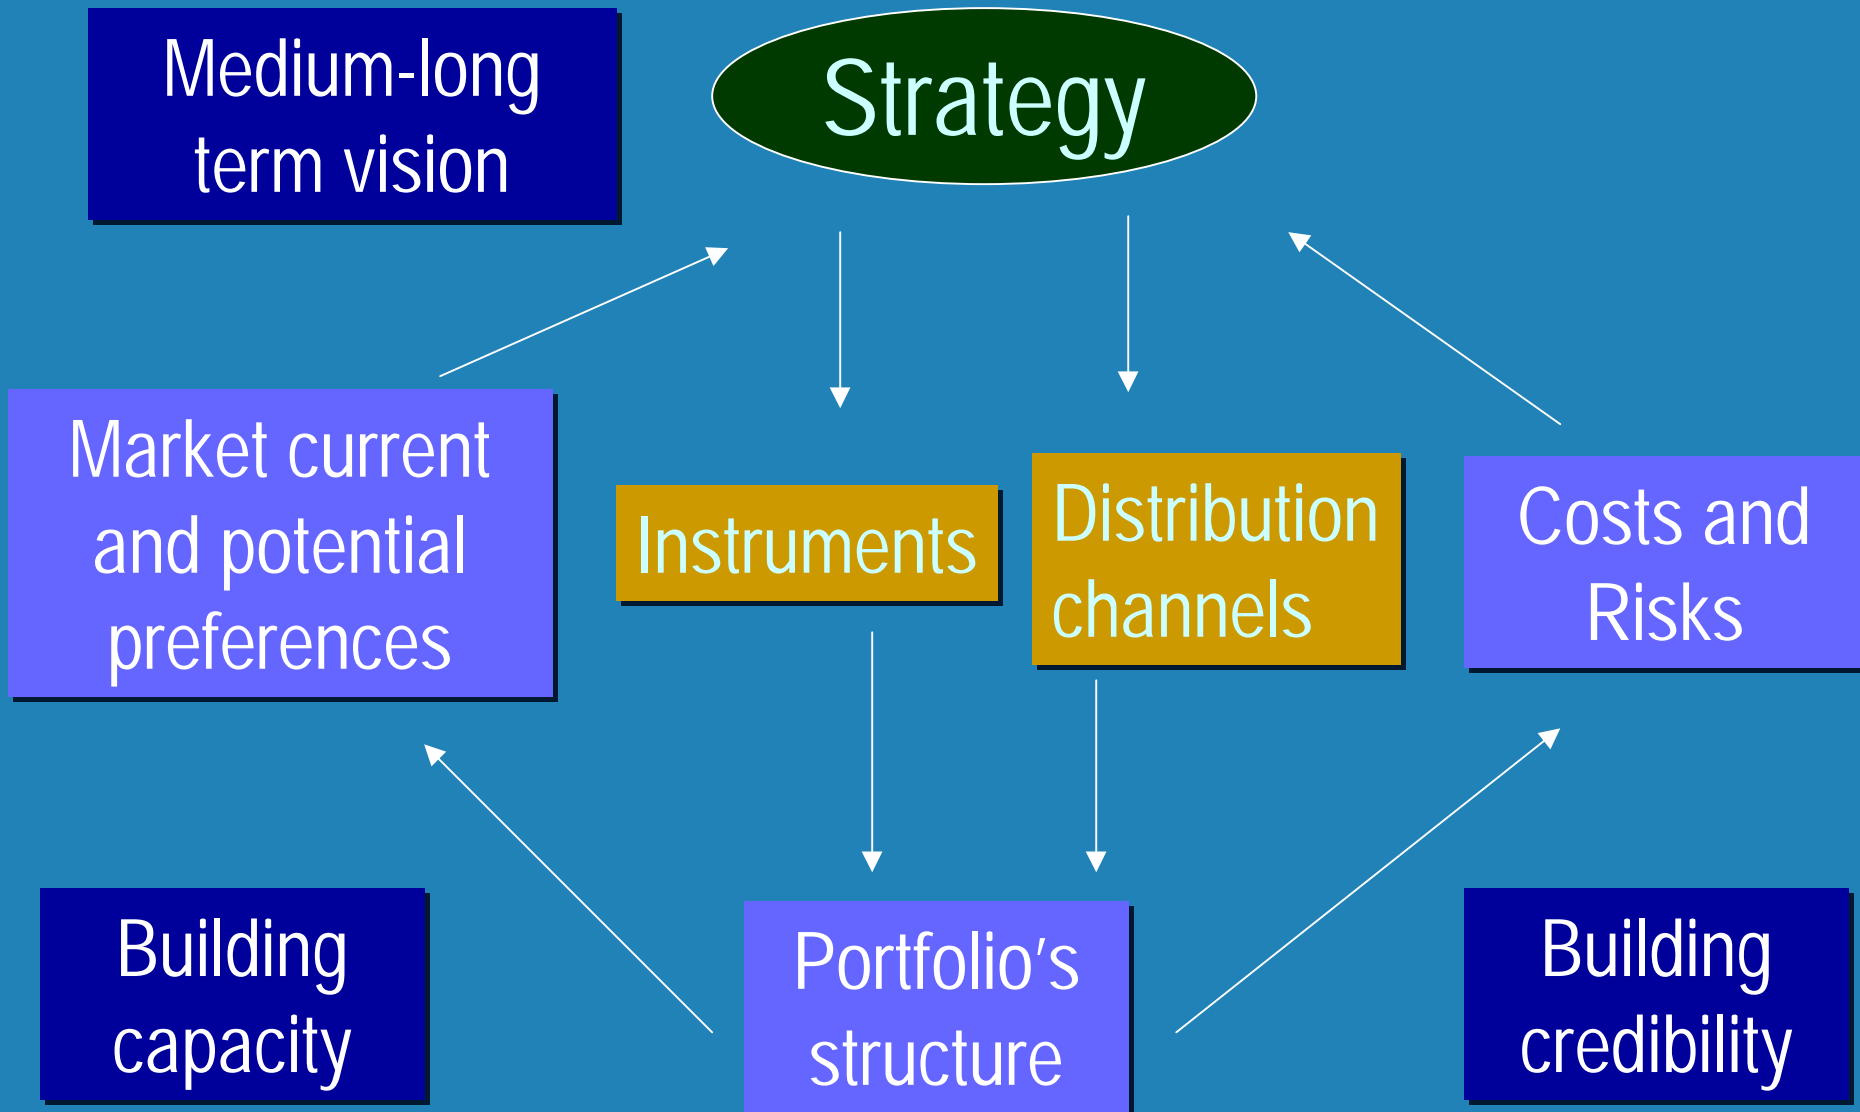 Medium-long
term vision
Strategy
Market current
and potential
preferences
Instruments
Distribution
channels
Costs and
Risks
Building
capacity
Portfolio’s
structure
Building
credibility